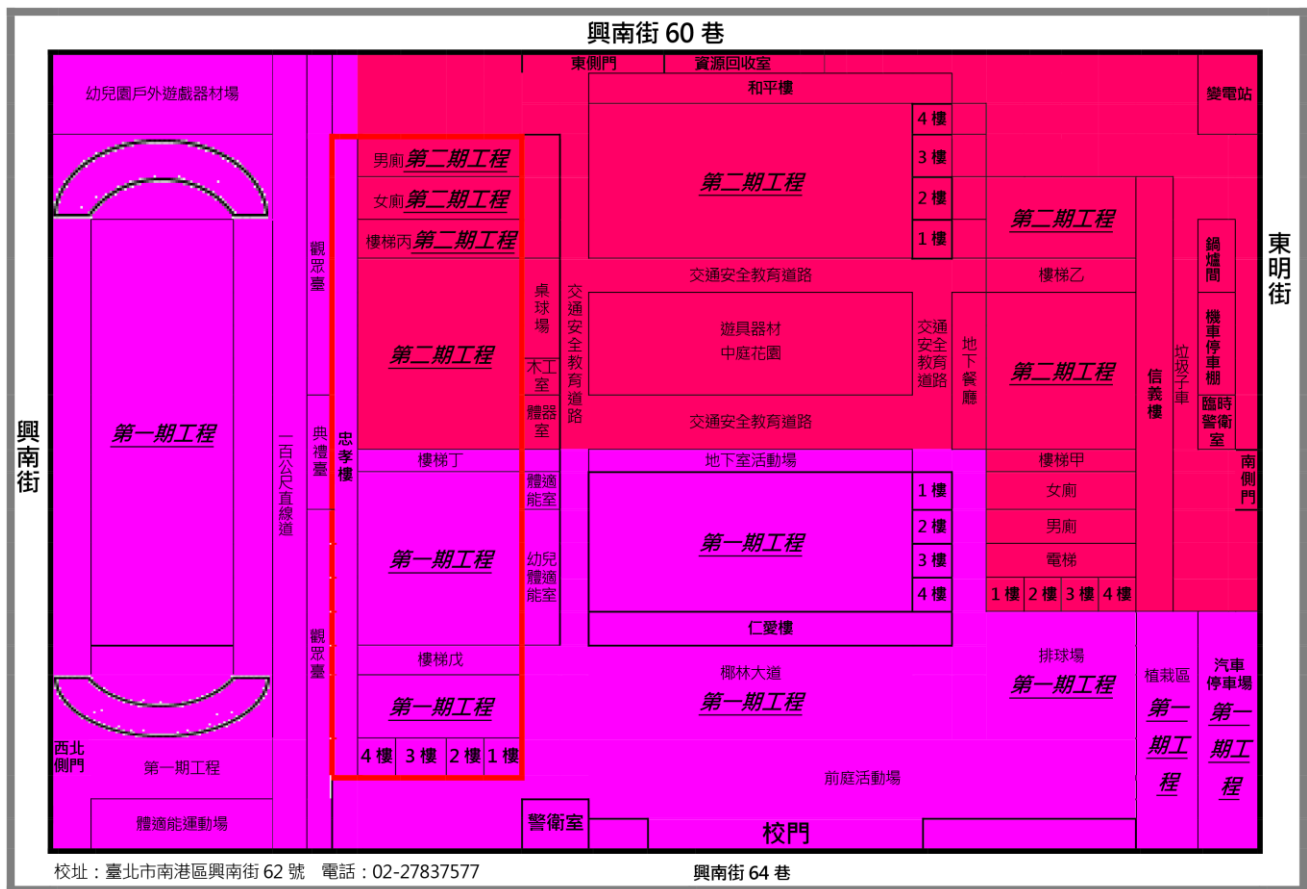 興南街 60 巷
東側門
資源回收室
幼兒園戶外遊戲器材場
和平樓
變電站
4 樓
男廁第二期工程
3 樓
第二期工程
女廁第二期工程
2 樓
第二期工程
樓梯丙第二期工程
1 樓
觀眾臺
鍋爐間
東明街
交通安全教育道路
樓梯乙
桌球場
交通安全教育道路
遊具器材
中庭花園
交通安全教育道路
地下餐廳
機車停車棚
第二期工程
第二期工程
垃圾子車
木工室
信義樓
體器室
臨時警衛室
交通安全教育道路
第一期工程
興南街
一百公尺直線道
典禮臺
忠孝樓
樓梯丁
地下室活動場
樓梯甲
南側門
體適能室
1 樓
女廁
2 樓
男廁
第一期工程
第一期工程
幼兒體適能室
3 樓
電梯
4 樓
1 樓
2 樓
3 樓
4 樓
觀眾臺
仁愛樓
樓梯戊
排球場
椰林大道
第一期工程
第一期工程
第一期工程
植栽區
第一期工程
汽車停車場
第一期工程
西北側門
4 樓
3 樓
2 樓
1 樓
第一期工程
前庭活動場
體適能運動場
警衛室
校門
校址：臺北市南港區興南街 62 號 電話：02-27837577
興南街 64 巷